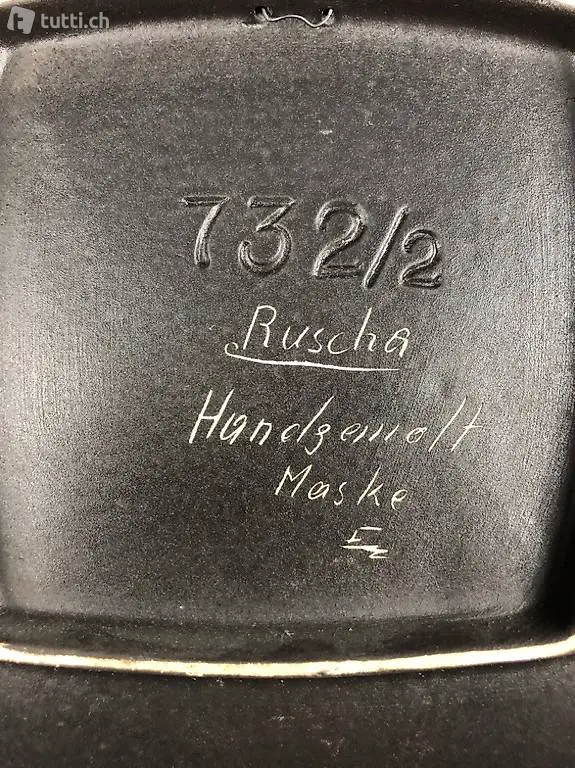 tutti.ch
732/2
Ruscha
Handgemalt
Maske